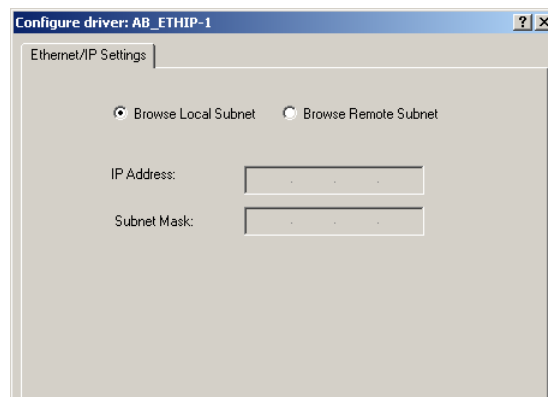 Configure driver: AB_ETHIP-1
Ethernet/IP Settings
Browse Local Subnet Browse Remote Subnet
IP Address:
Subnet Mask: